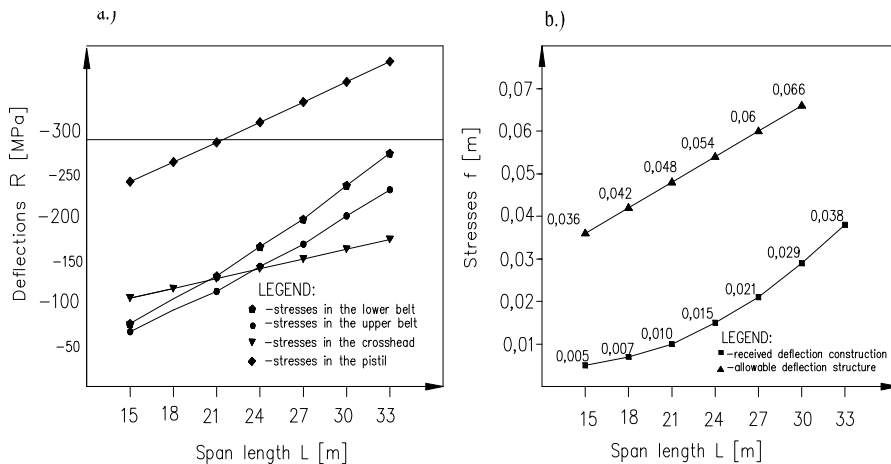 a.)
Deflections R [MPa]
-300
-250
-200
-150
-100
-50
LEGEND:
-stresses in the lower belt
-stresses in the upper belt
-stresses in the crosshead
-stresses in the pistil
15 18 21 24 27 30 33
Span length L [m]
b.)
Stresses f [m]
0,07
0,06
0,05
0,04
0,03
0,02
0,01
0,036 0,042 0,048 0,054 0,06 0,066
0,005 0,007 0,010 0,015 0,021 0,029 0,038
LEGEND:
-received deflection construction
-allowable deflection structure
15 18 21 24 27 30 33
Span length L [m]